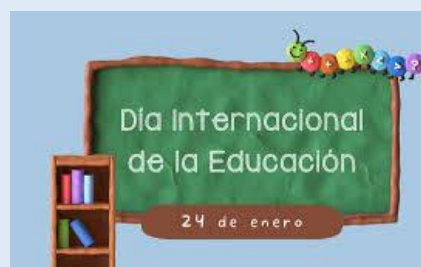 Día Internacional
de la Educación
24 de enero